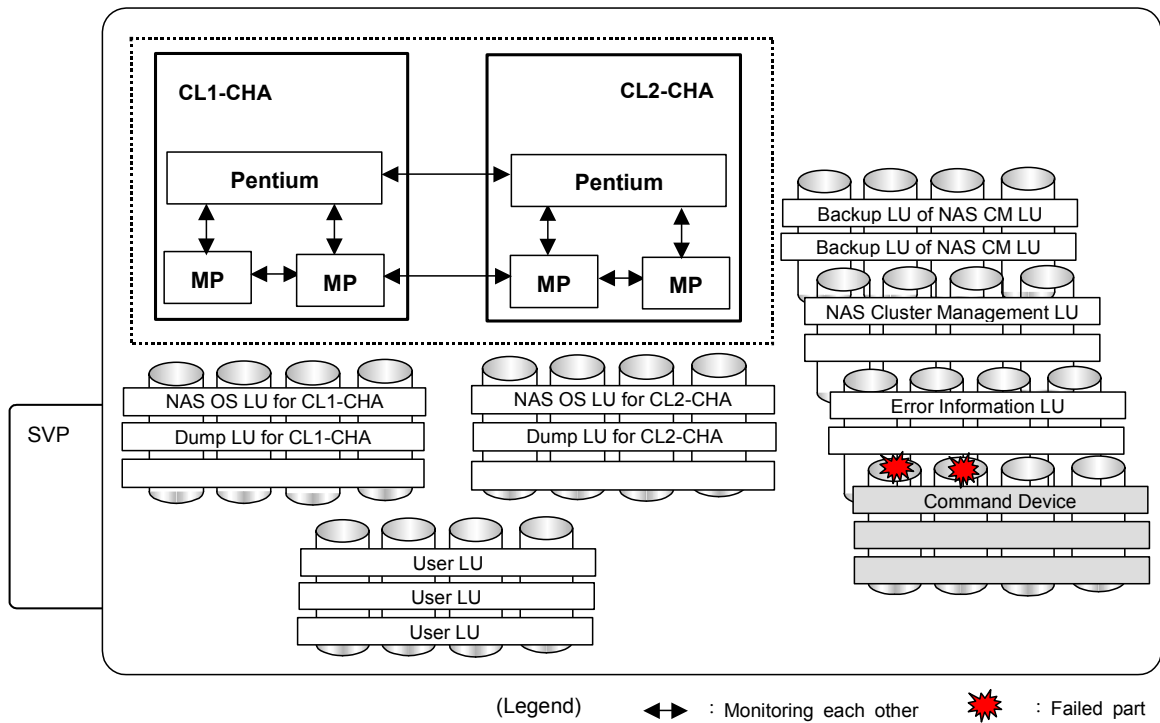 CL1-CHA
CL2-CHA
Pentium
Pentium
MP
MP
MP
MP
Backup LU of NAS CM LU
Backup LU of NAS CM LU
NAS Cluster Management LU
Error Information LU
Command Device
SVP
NAS OS LU for CL1-CHA
Dump LU for CL1-CHA
NAS OS LU for CL2-CHA
Dump LU for CL2-CHA
User LU
User LU
User LU
(Legend) : Monitoring each other : Failed part